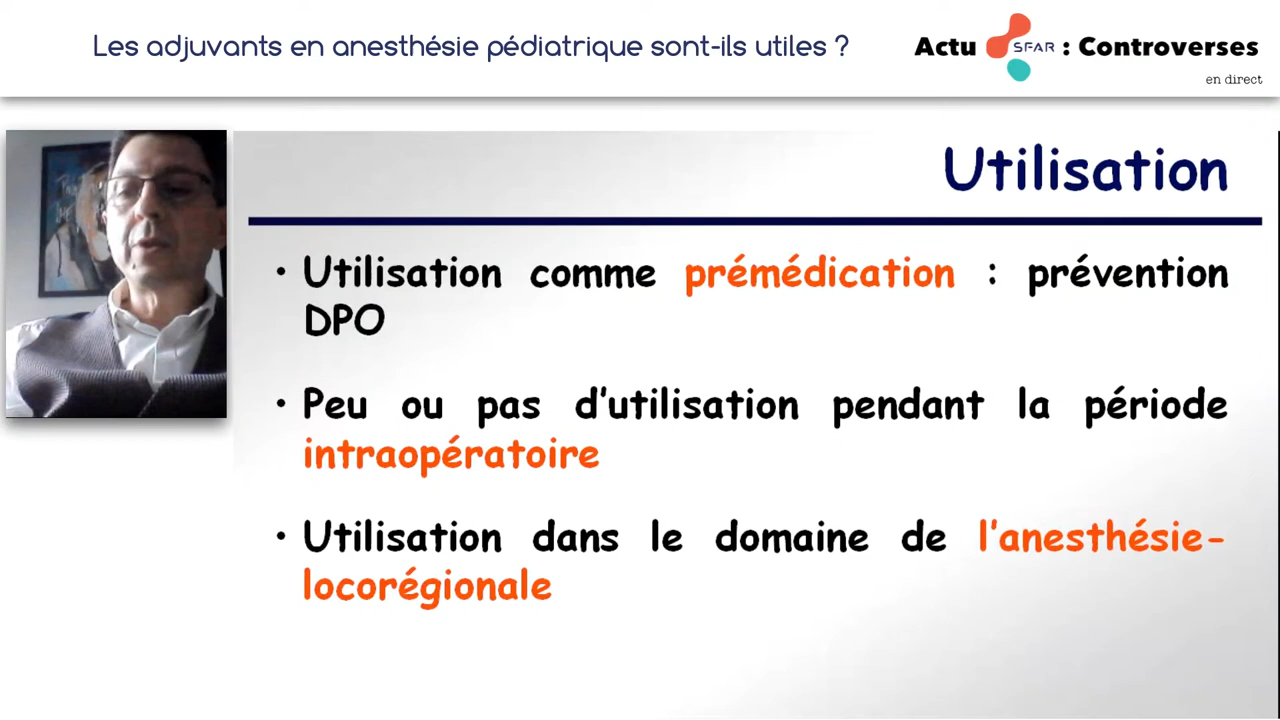 Les adjuvants en anesthésie pédiatrique sont-ils utiles ?
Actu SFAR : Controverses
en direct
Utilisation
• Utilisation comme prémédication : prévention
DPO
• Peu ou pas d'utilisation pendant la période
intraopératoire
• Utilisation dans le domaine de l'anesthésie-
locorégionale